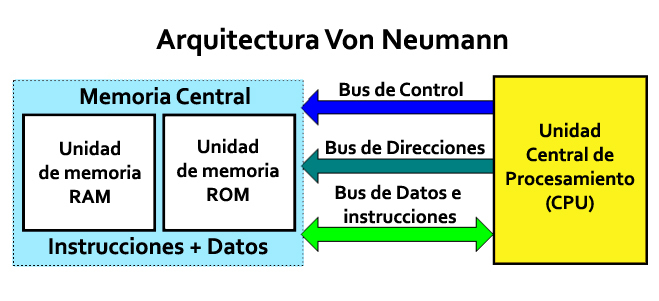 Arquitectura Von Neumann
Memoria Central
Unidad
de memoria
RAM
Unidad
de memoria
ROM
Instrucciones + Datos
Bus de Control
Bus de Direcciones
Bus de Datos e
instrucciones
Unidad
Central de
Procesamiento
(CPU)